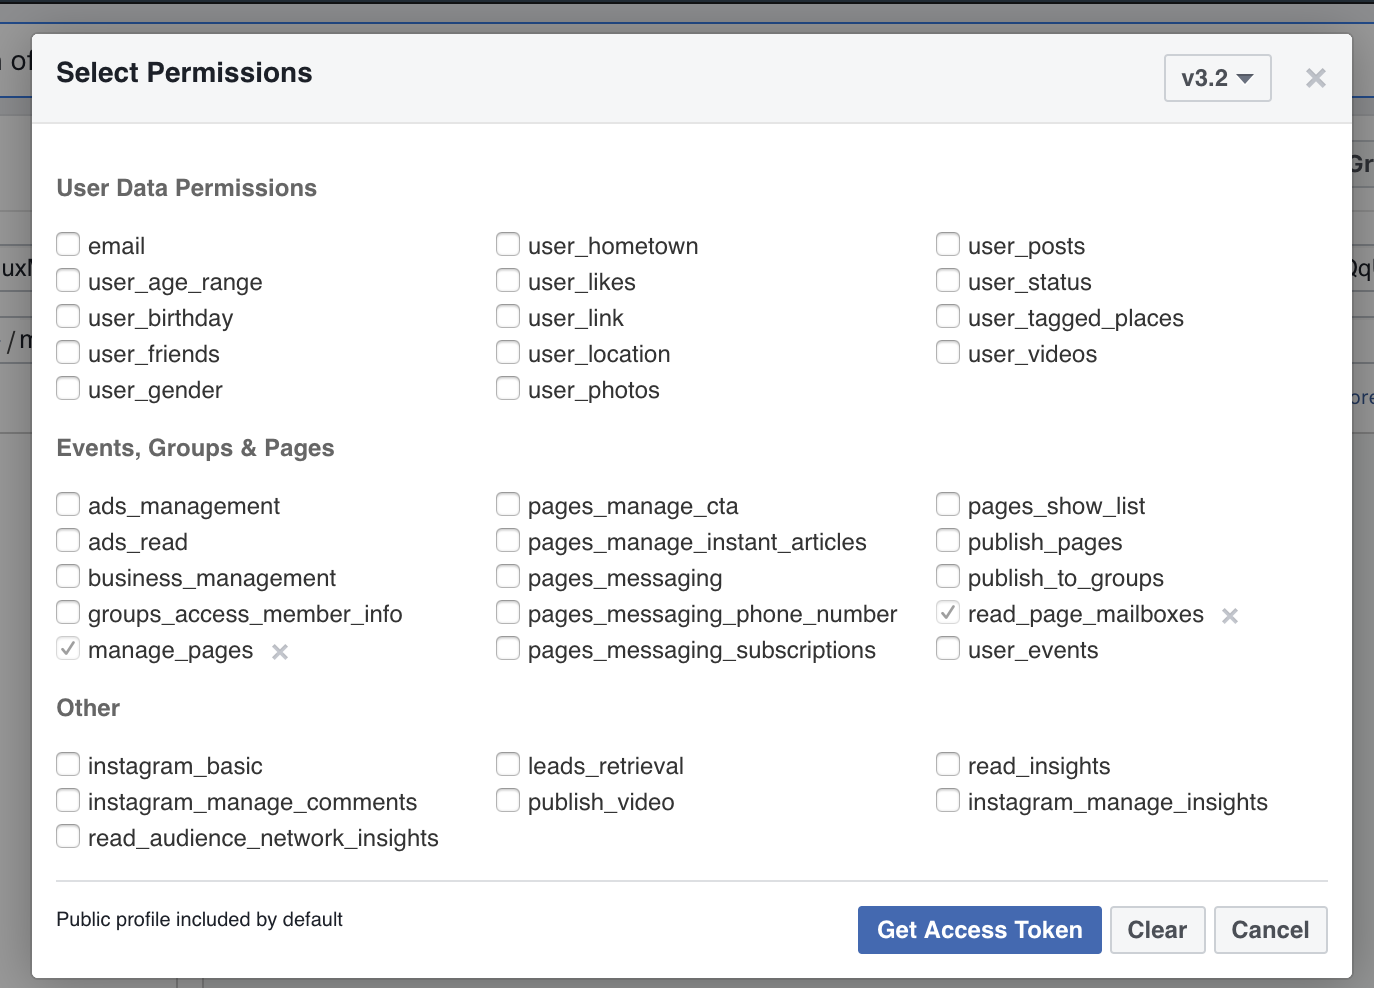 Select Permissions
v3.2
User Data Permissions
email
user_age_range
user_birthday
user_friends
user_gender
user_hometown
user_likes
user_link
user_location
user_photos
user_posts
user_status
user_tagged_places
user_videos
Events, Groups & Pages
ads_management
ads_read
business_management
groups_access_member_info
manage_pages
pages_manage_cta
pages_manage_instant_articles
pages_messaging
pages_messaging_phone_number
pages_messaging_subscriptions
pages_show_list
publish_pages
publish_to_groups
read_page_mailboxes
user_events
Other
instagram_basic
instagram_manage_comments
read_audience_network_insights
leads_retrieval
publish_video
read_insights
instagram_manage_insights
Public profile included by default
Get Access Token
Clear
Cancel